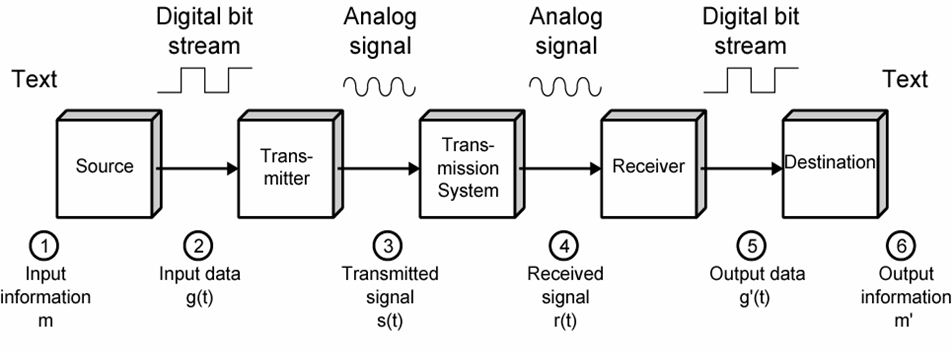 Digital bit
stream
Analog
signal
Analog
signal
Digital bit
stream
Text
Text
Source
Trans-
mitter
Trans-
mission
System
Receiver
Destination
1
Input
information
m
2
Input data
g(t)
3
Transmitted
signal
s(t)
4
Received
signal
r(t)
5
Output data
g'(t)
6
Output
information
m'